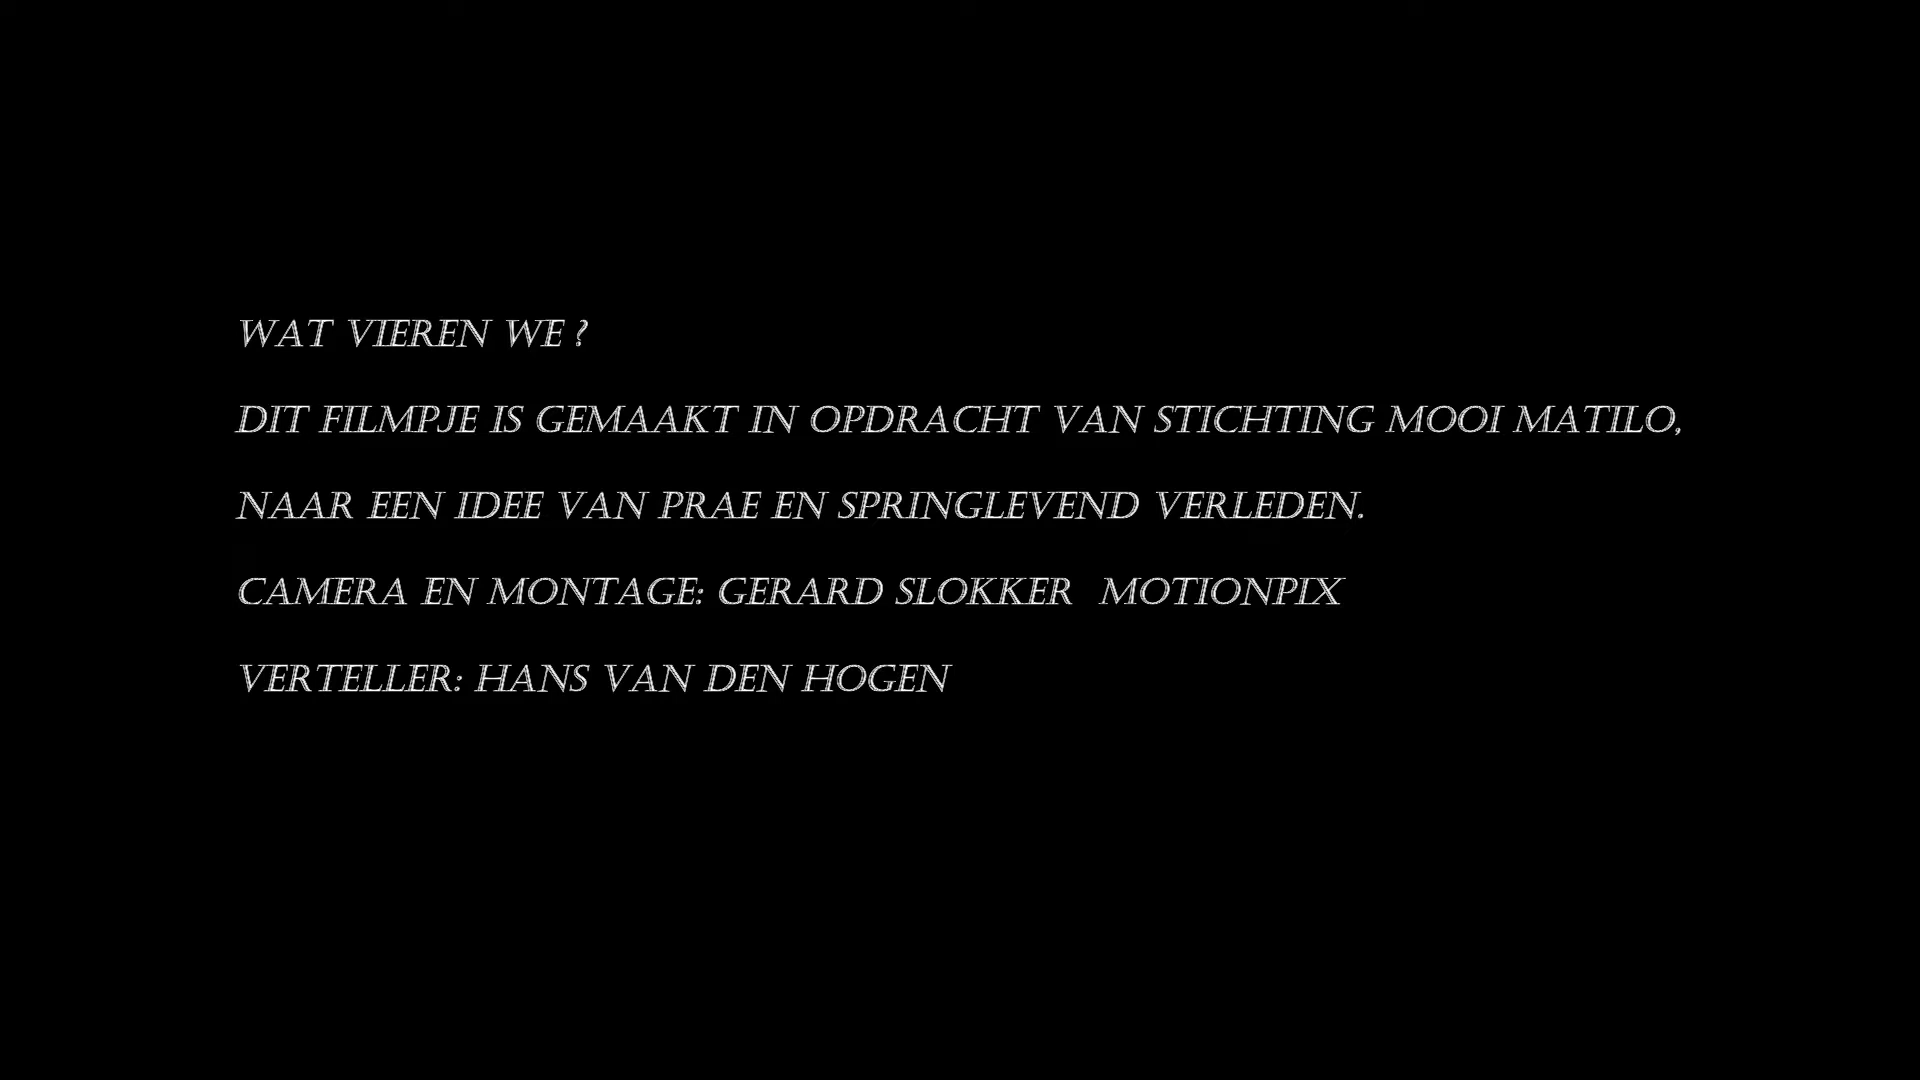 WAT VIEREN WE ?
DIT FILMPJE IS GEMAAKT IN OPDRACHT VAN STICHTING MOOI MATILO,
NAAR EEN IDEE VAN PRAE EN SPRINGLEVEND VERLEDEN.
CAMERA EN MONTAGE: GERARD SLOKKER  MOTIONPIX
VERTELLER: HANS VAN DEN HOGEN